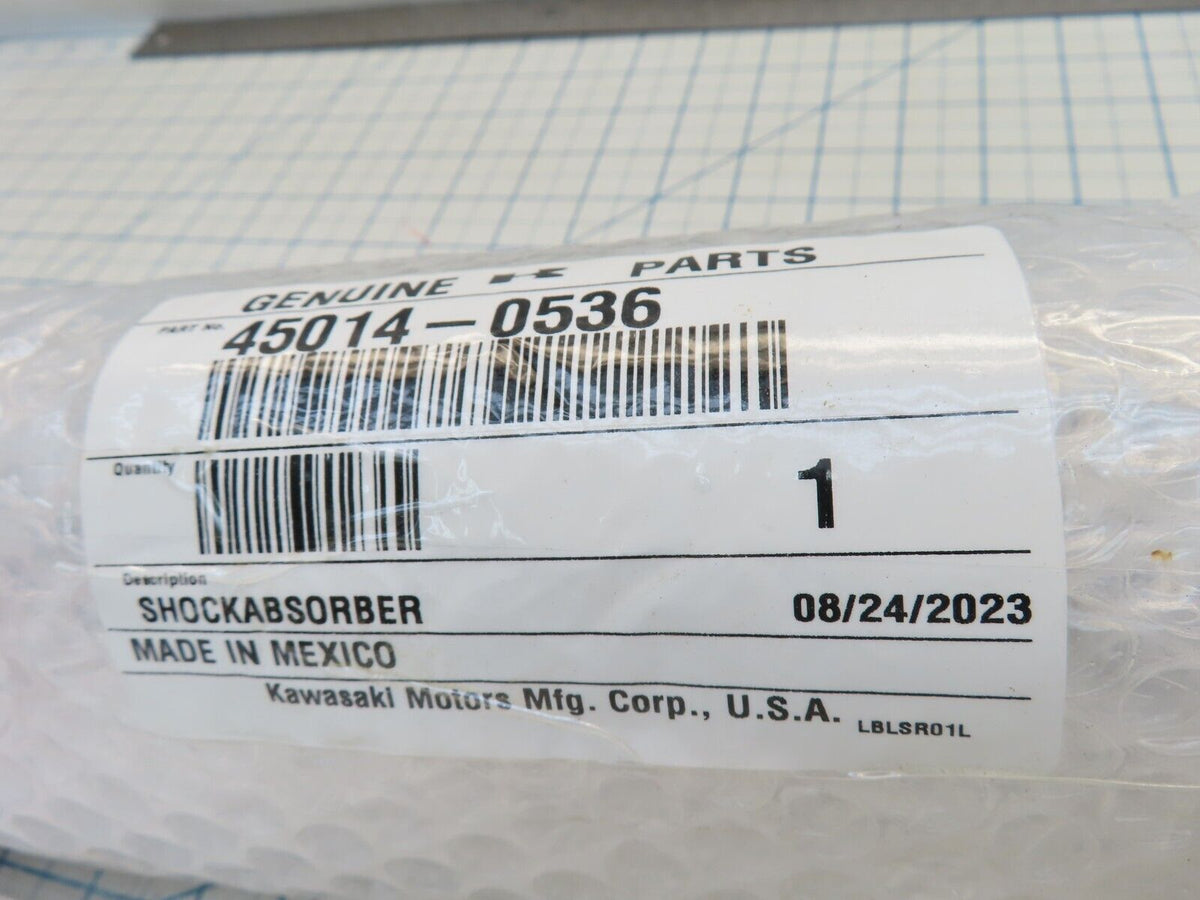 GENUINE K PARTS
PART No. 45014-0536
Quantity 1
Description
SHOCKABSORBER 08/24/2023
MADE IN MEXICO
Kawasaki Motors Mfg. Corp., U.S.A. LBLSR01L